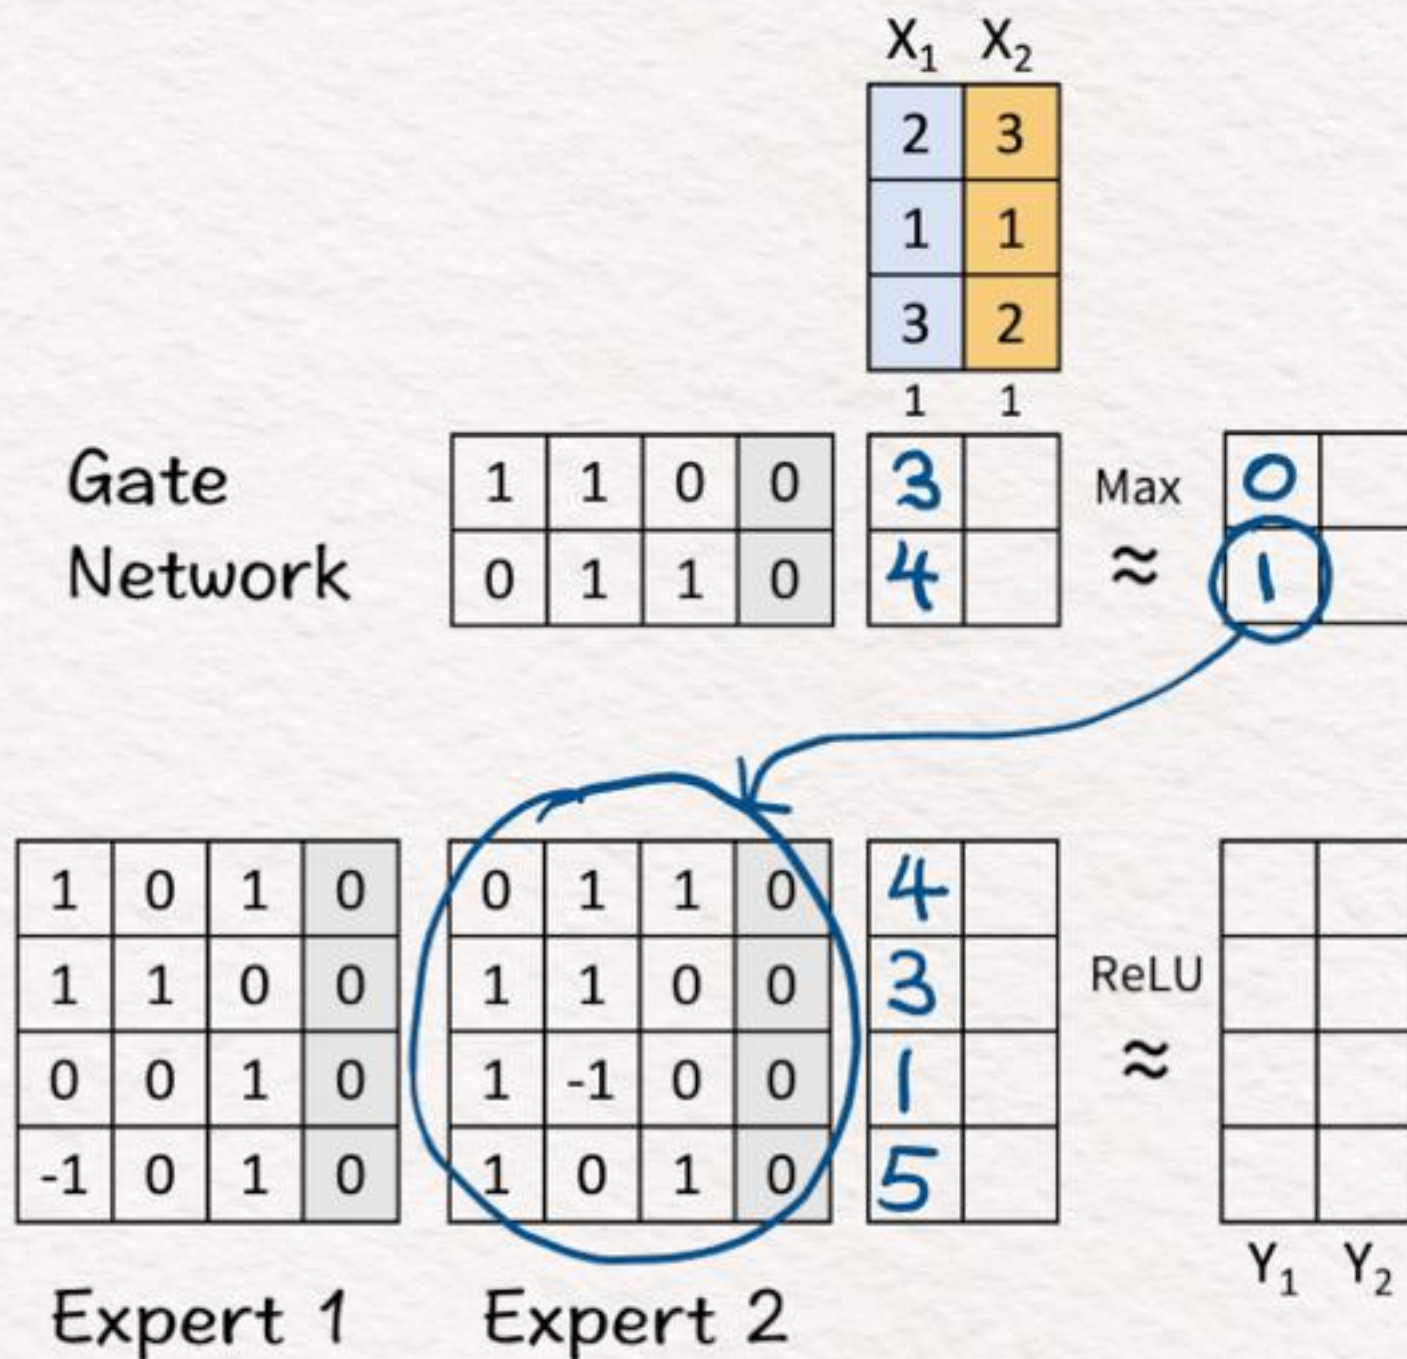 X₁ X₂
2 3
1 1
3 2
1 1
Gate 1 1 0 0 3 Max 0
Network 0 1 1 0 4 ≈ 1
1 0 1 0 0 1 1 0 4
1 1 0 0 1 1 0 0 3 ReLU
0 0 1 0 1 -1 0 0 1 ≈
-1 0 1 0 1 0 1 0 5
Y₁ Y₂
Expert 1 Expert 2